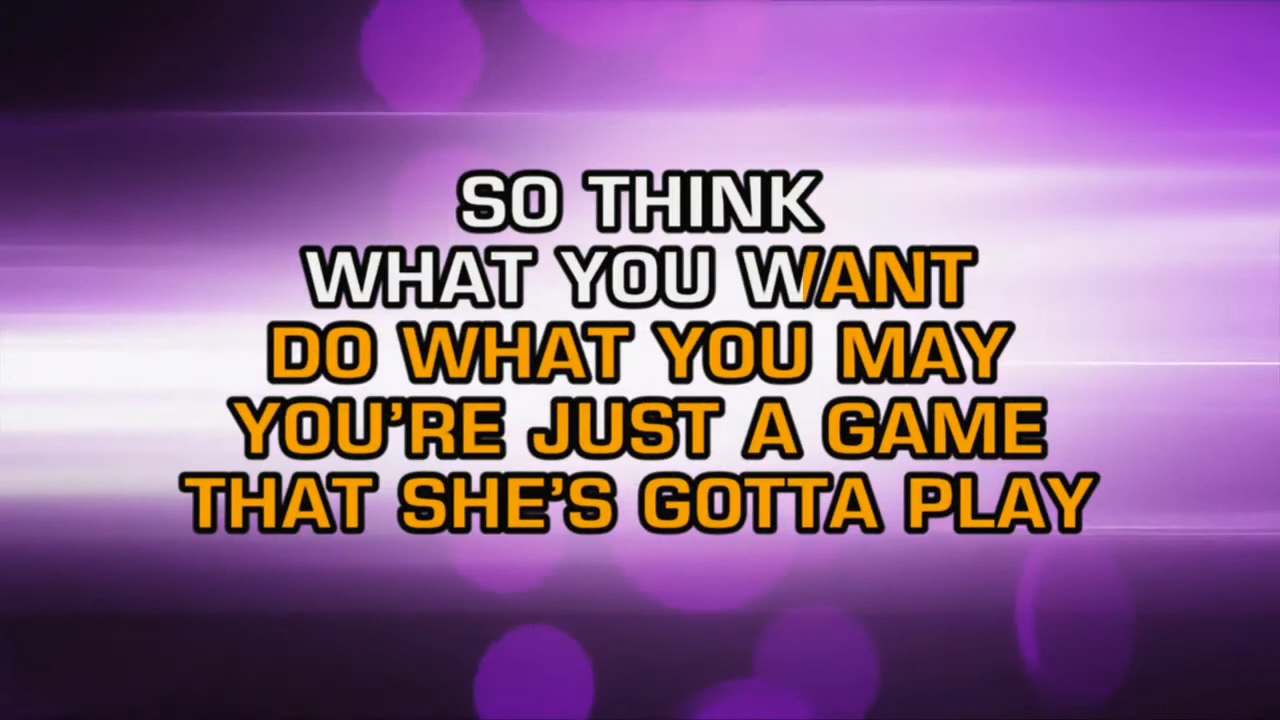 SO THINK
WHAT YOU WANT
DO WHAT YOU MAY
YOU'RE JUST A GAME
THAT SHE'S GOTTA PLAY